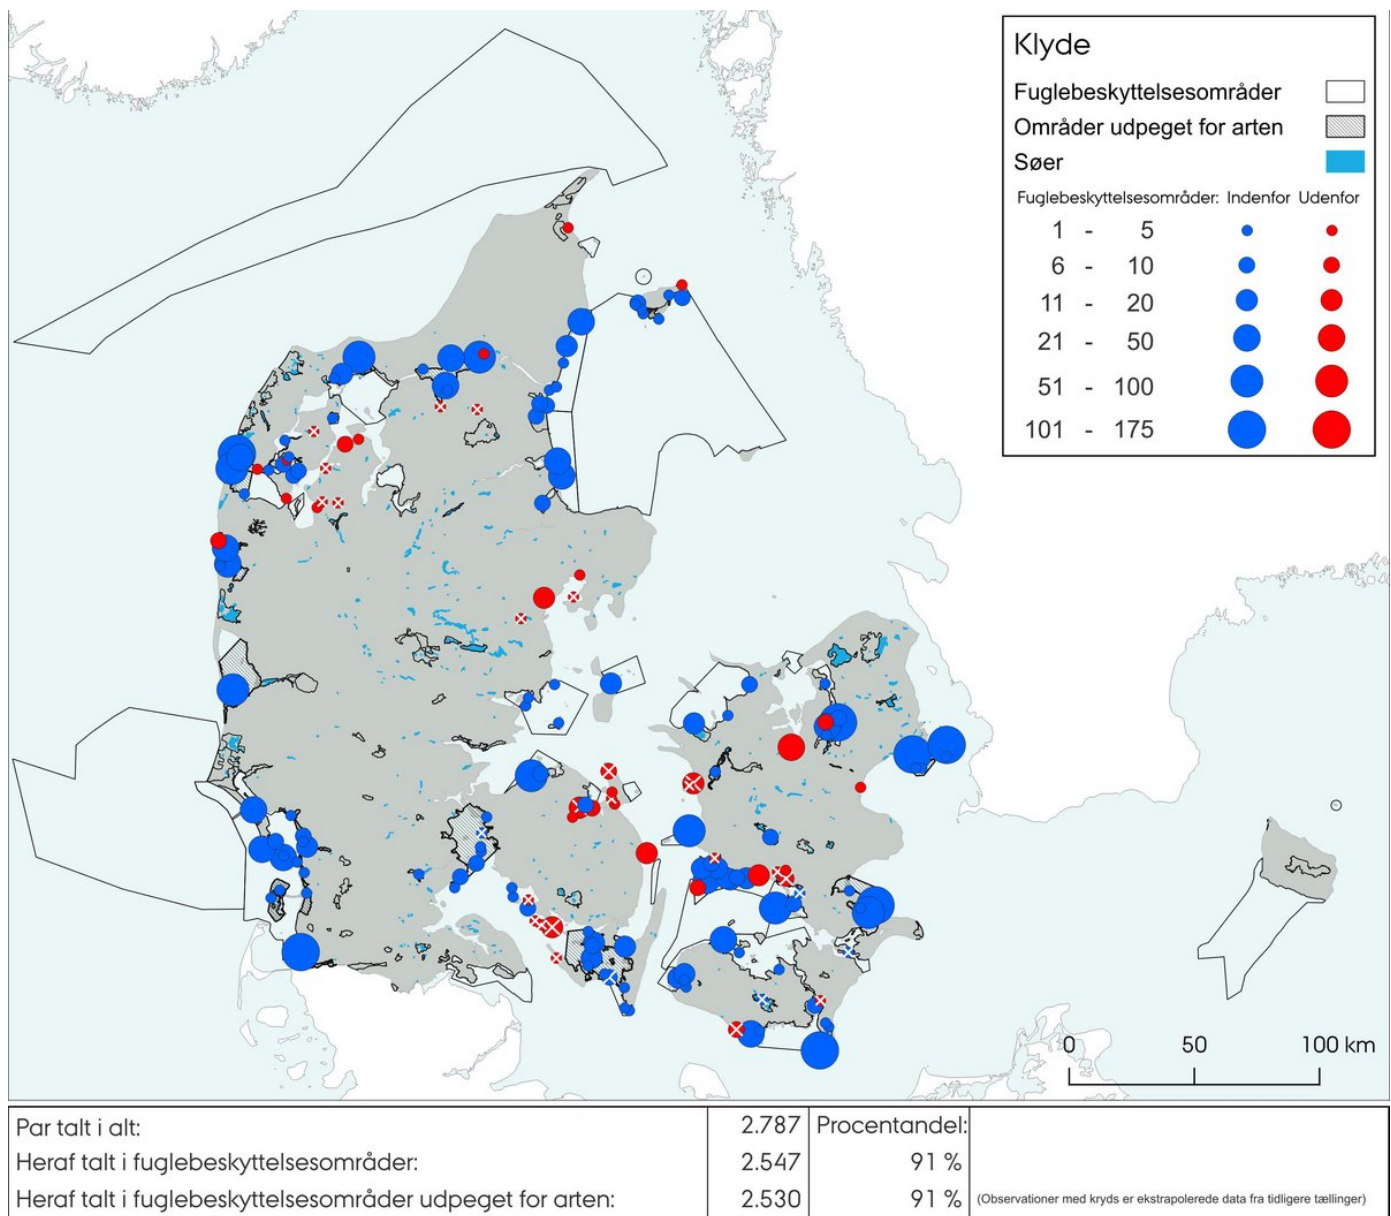 Klyde
Fuglebeskyttelsesområder
Områder udpeget for arten
Søer
Fuglebeskyttelsesområder: Indenfor Udenfor
1 - 5
6 - 10
11 - 20
21 - 50
51 - 100
101 - 175
0 50 100 km
Par talt i alt: 2.787 Procentandel:
Heraf talt i fuglebeskyttelsesområder: 2.547 91 %
Heraf talt i fuglebeskyttelsesområder udpeget for arten: 2.530 91 % (Observationer med kryds er ekstrapolerede data fra tidligere tællinger)